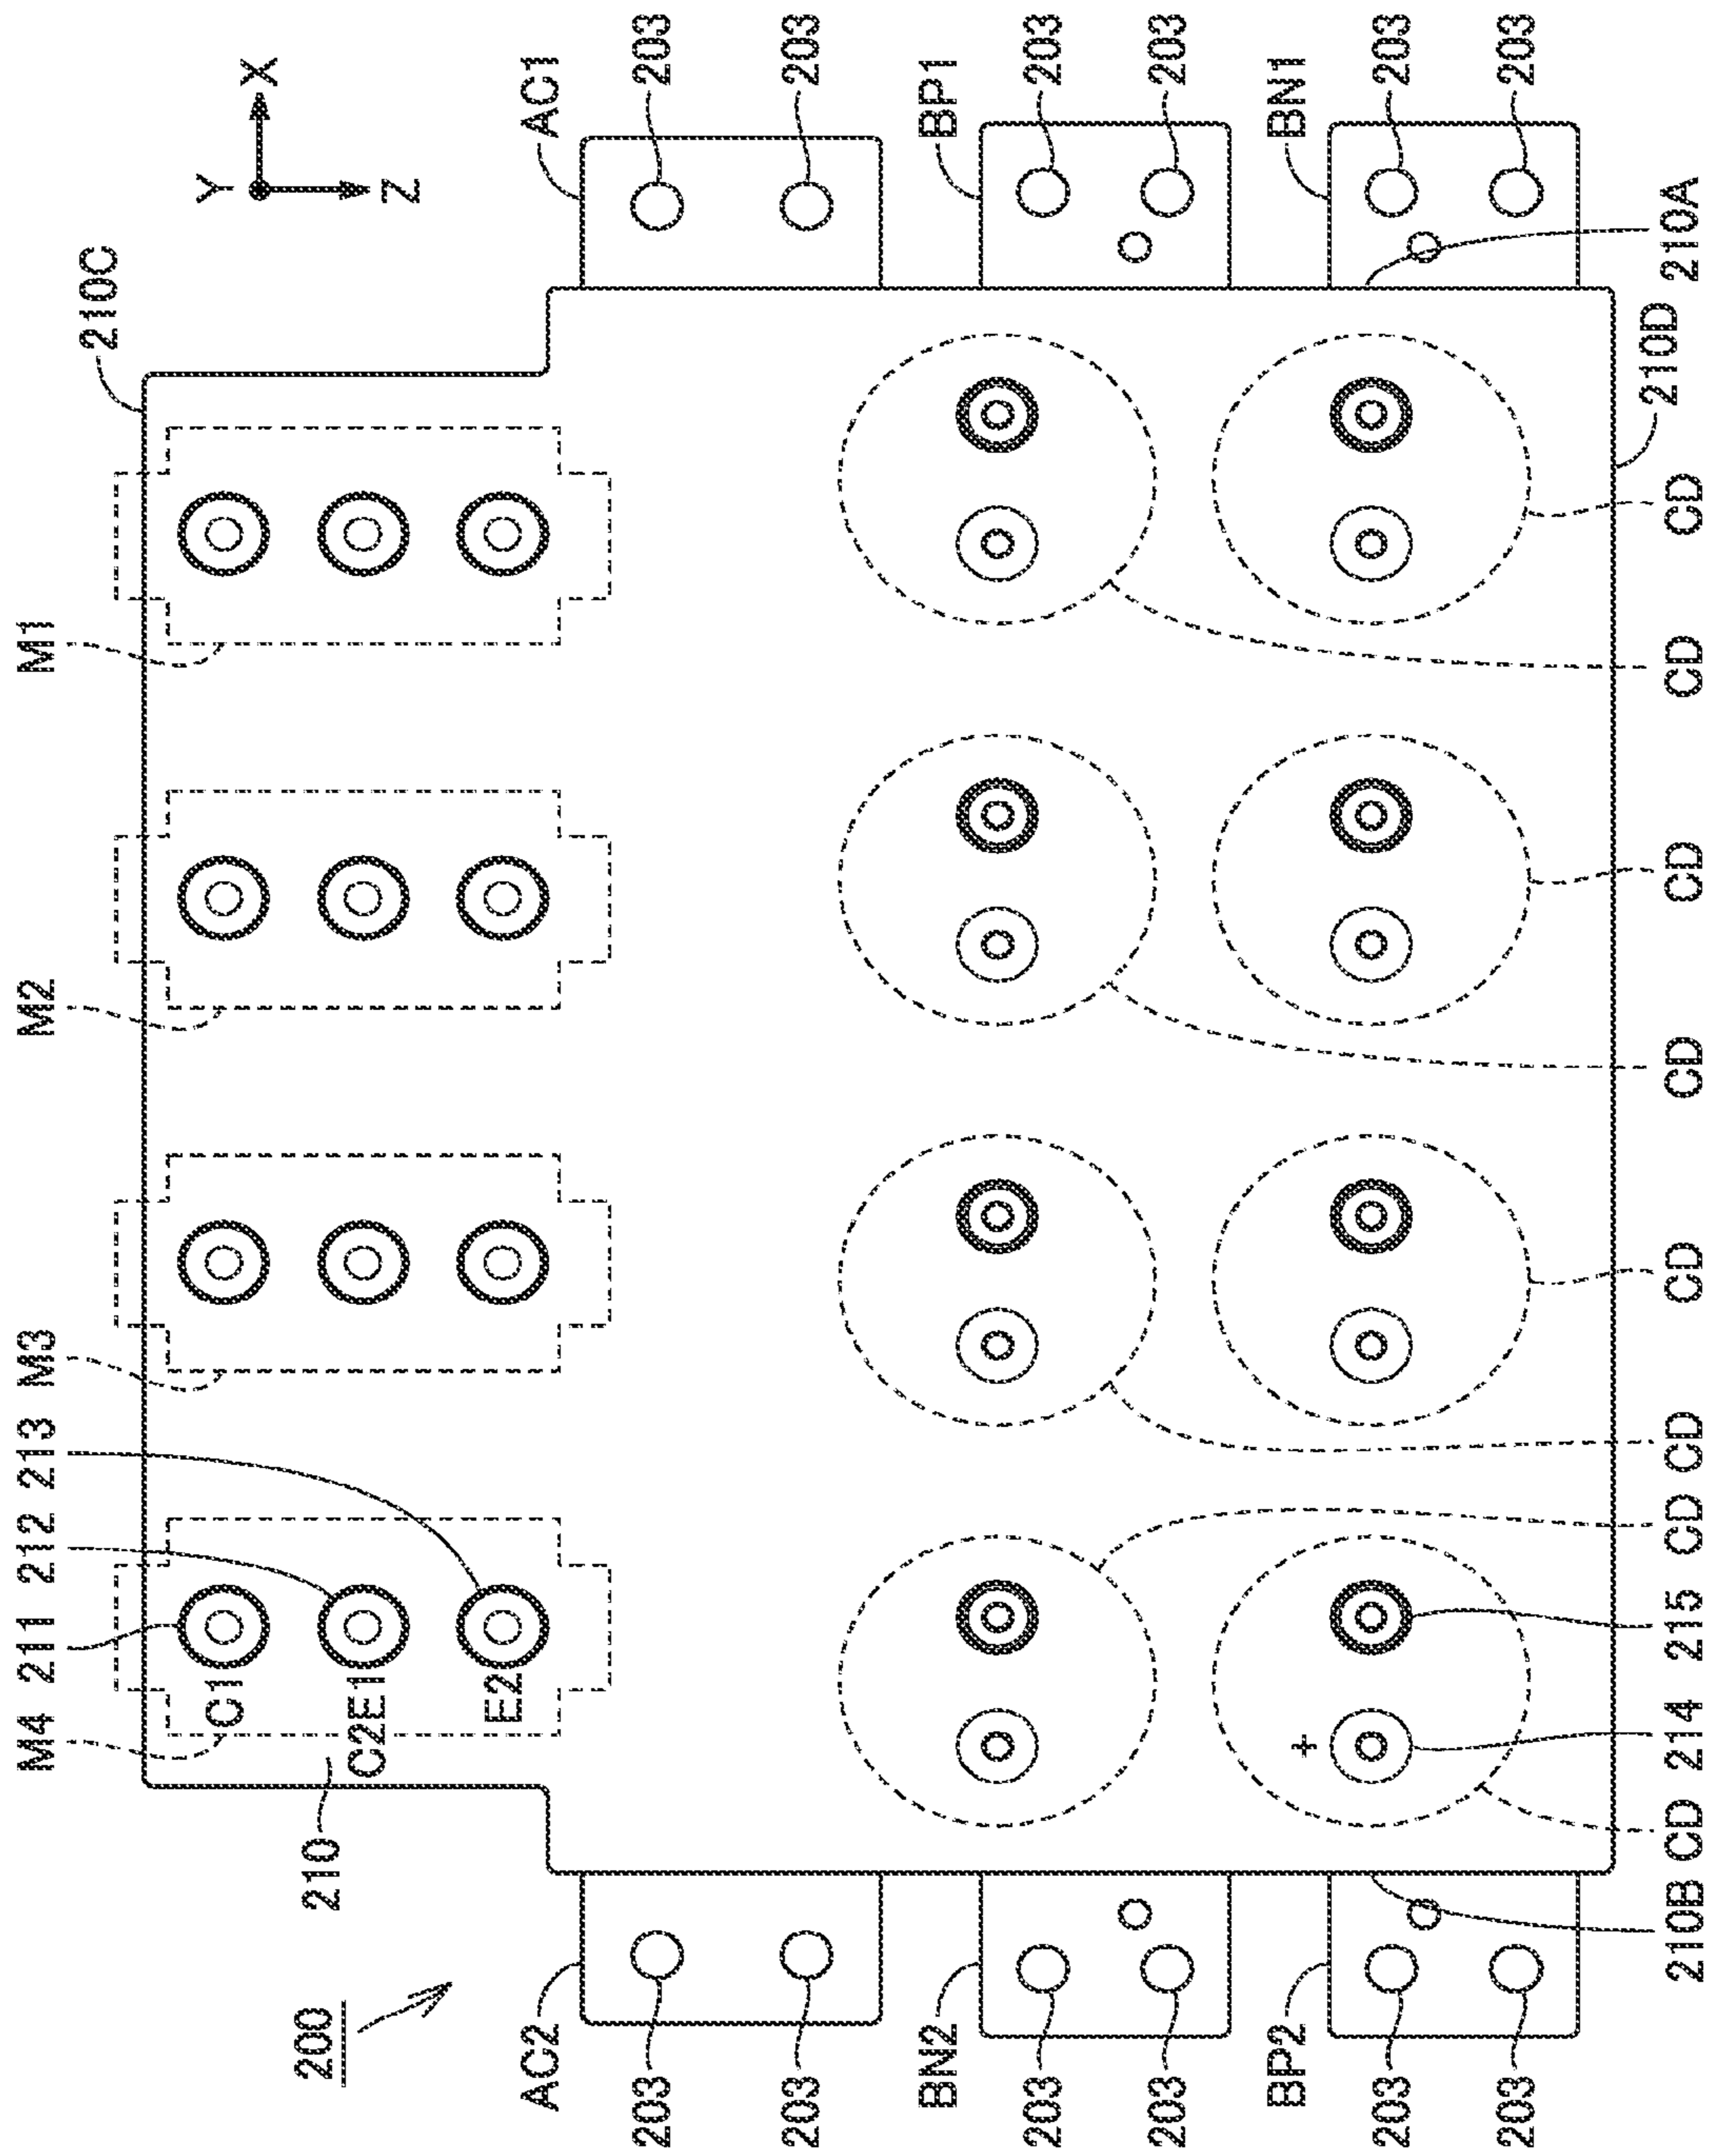 M4 211 212 213 M3 M2 M1
210C
Y
C1
X
200
210
C2E1
Z
E2
AC2 AC1
203 203
203 203
BN2 BP1
203 203
203 203
BP2 BN1
+
203 203
203 203
210D
210B CD 214 215 CD CD CD CD CD CD CD 210A